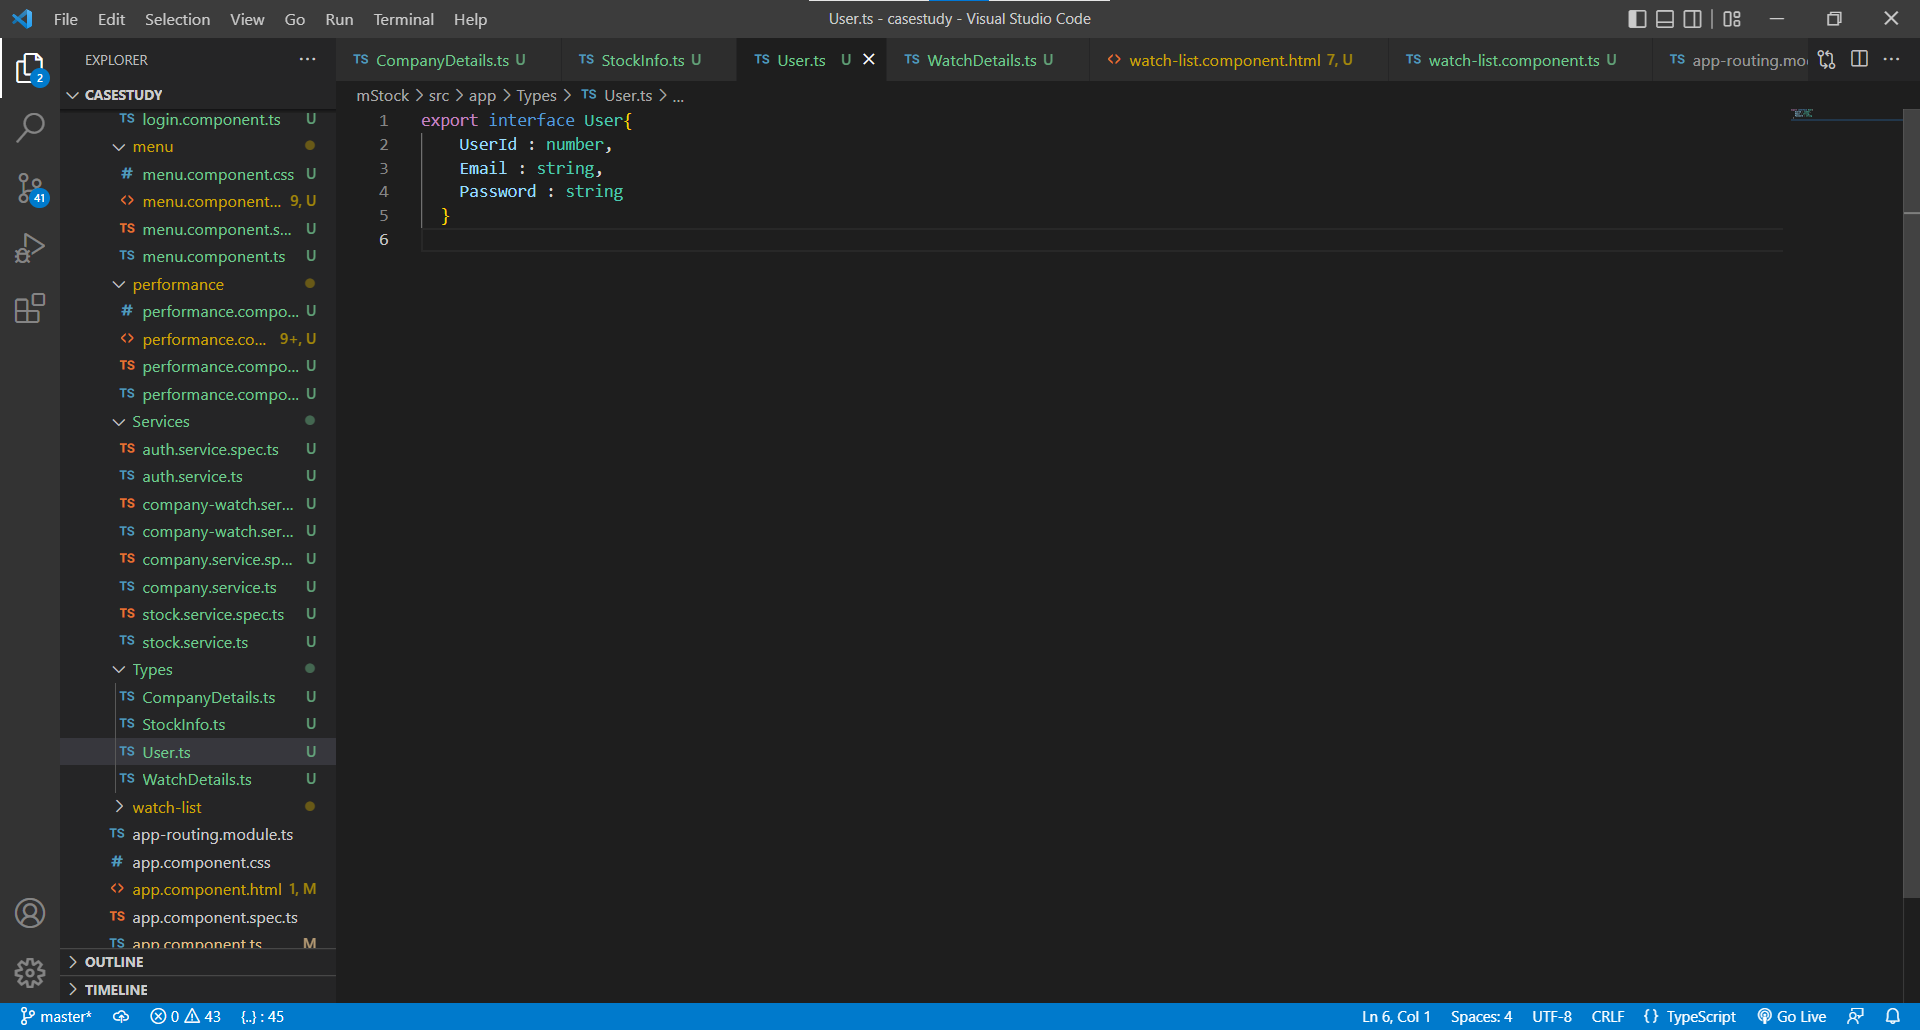 File Edit Selection View Go Run Terminal Help
User.ts - casestudy - Visual Studio Code
EXPLORER
TS CompanyDetails.ts U
TS StockInfo.ts U
TS User.ts U
TS WatchDetails.ts U
<> watch-list.component.html 7, U
TS watch-list.component.ts U
TS app-routing.mo
mStock > src > app > Types > TS User.ts > ...
2
41
CASESTUDY
TS login.component.ts U
menu
# menu.component.css U
<> menu.component... 9, U
TS menu.component.s... U
TS menu.component.ts U
performance
# performance.compo... U
<> performance.co... 9+, U
TS performance.compo... U
TS performance.compo... U
Services
TS auth.service.spec.ts U
TS auth.service.ts U
TS company-watch.ser... U
TS company-watch.ser... U
TS company.service.sp... U
TS company.service.ts U
TS stock.service.spec.ts U
TS stock.service.ts U
Types
TS CompanyDetails.ts U
TS StockInfo.ts U
TS User.ts U
TS WatchDetails.ts U
watch-list
TS app-routing.module.ts
# app.component.css
<> app.component.html 1, M
TS app.component.spec.ts
TS app.component.ts M
OUTLINE
TIMELINE
1 export interface User{
2 UserId : number,
3 Email : string,
4 Password : string
5 }
6
master* 0 43 {..} : 45
Ln 6, Col 1 Spaces: 4 UTF-8 CRLF {} TypeScript Go Live